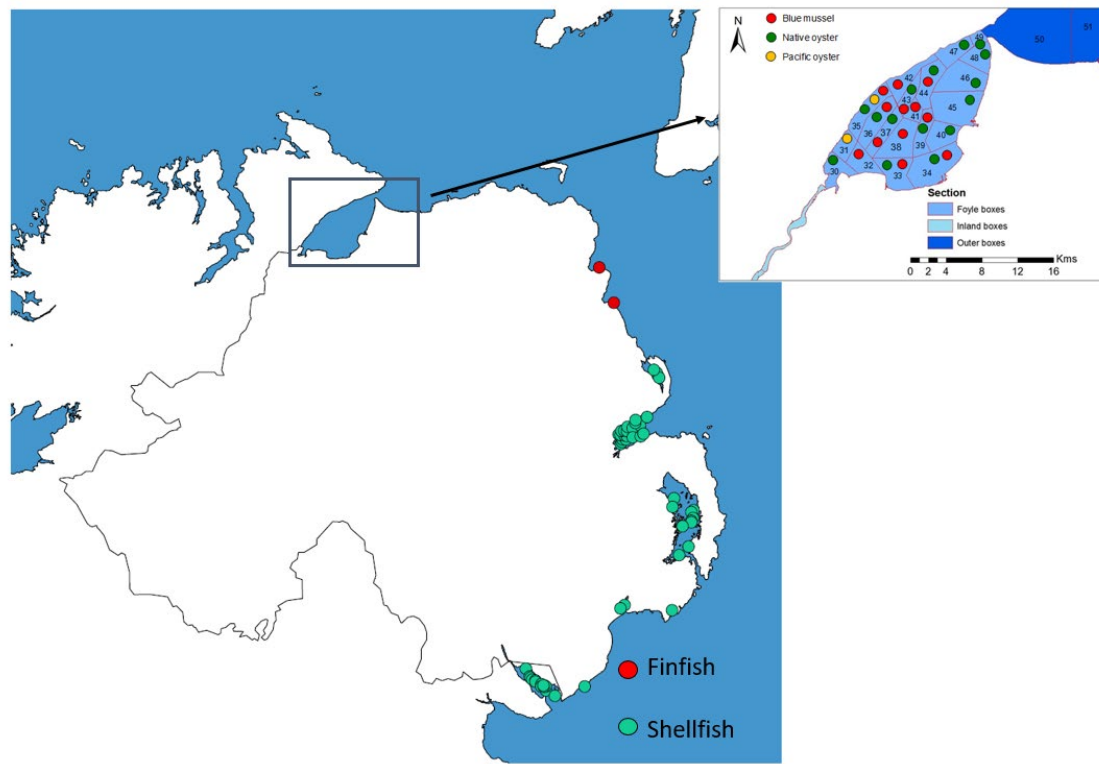 N
Blue mussel
Native oyster
Pacific oyster
50
51
49
47
48
42
46
44
43
45
35
41
36
37
40
31
38
39
30
32
33
34
Section
Foyle boxes
Inland boxes
Outer boxes
0 2 4 8 12 16 Kms
Finfish
Shellfish